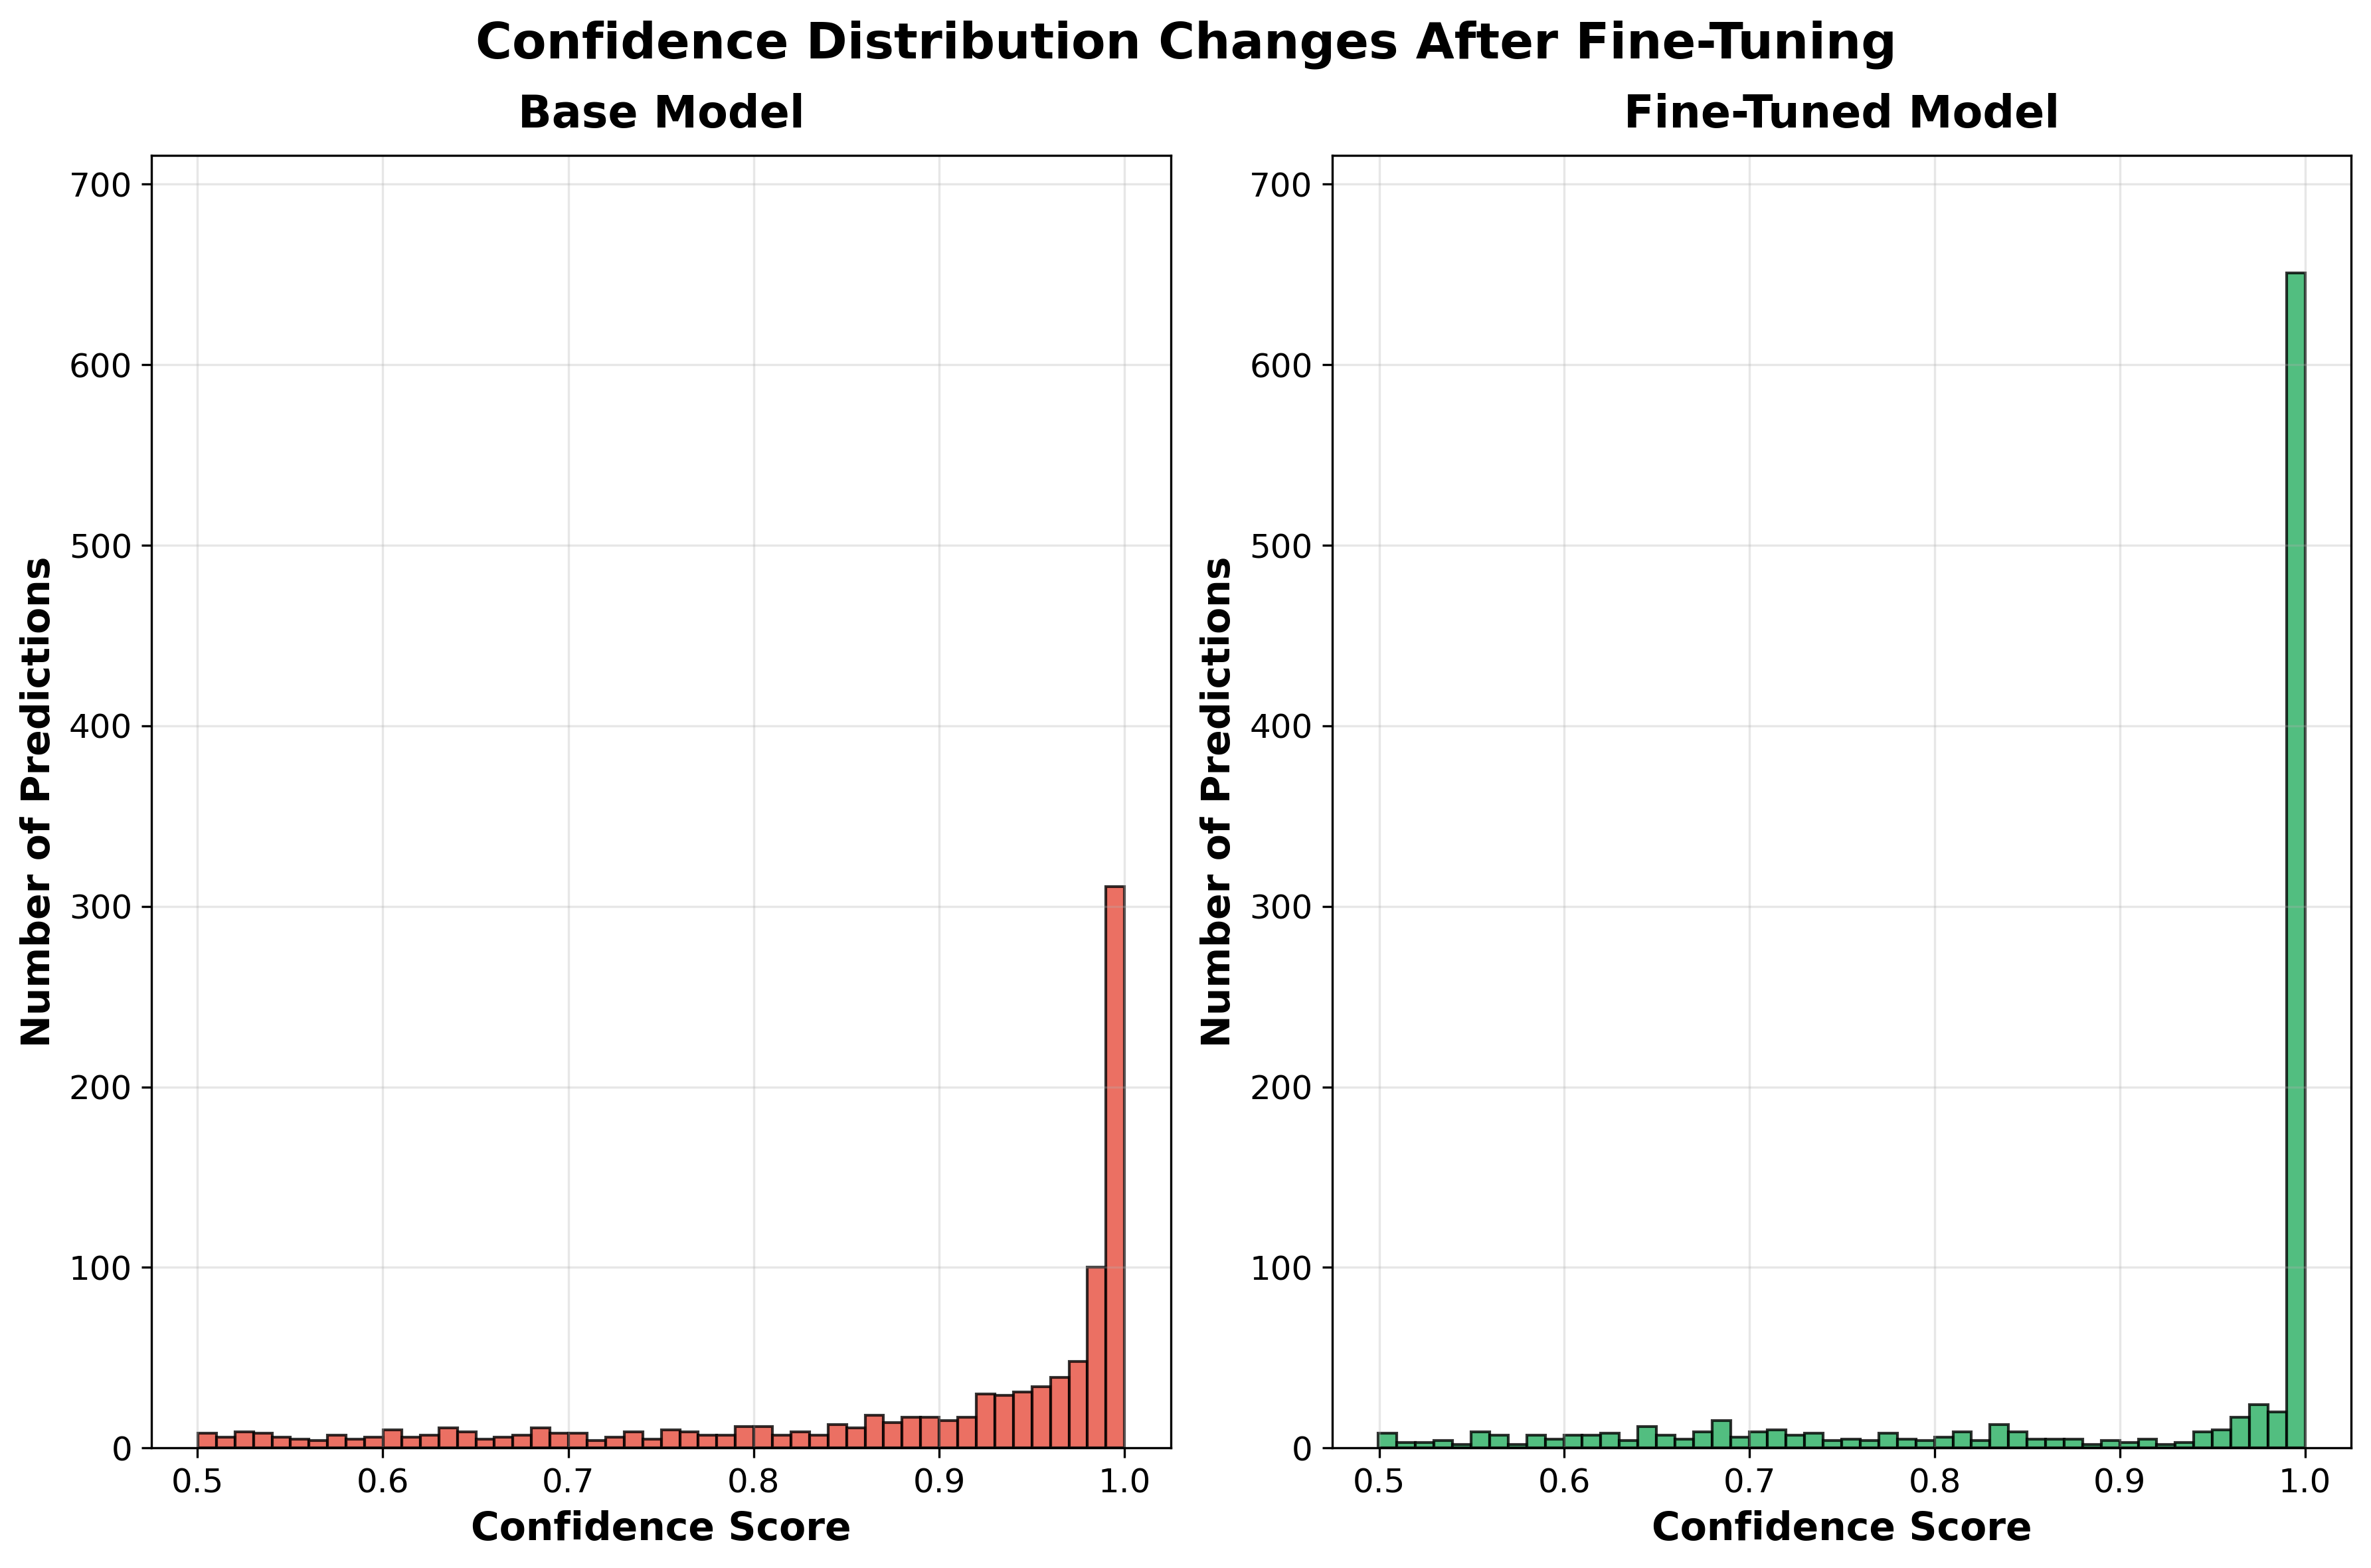 Confidence Distribution Changes After Fine-Tuning
Base Model
700
600
500
400
300
200
100
0
Number of Predictions
0.5 0.6 0.7 0.8 0.9 1.0
Confidence Score
Fine-Tuned Model
700
600
500
400
300
200
100
0
Number of Predictions
0.5 0.6 0.7 0.8 0.9 1.0
Confidence Score